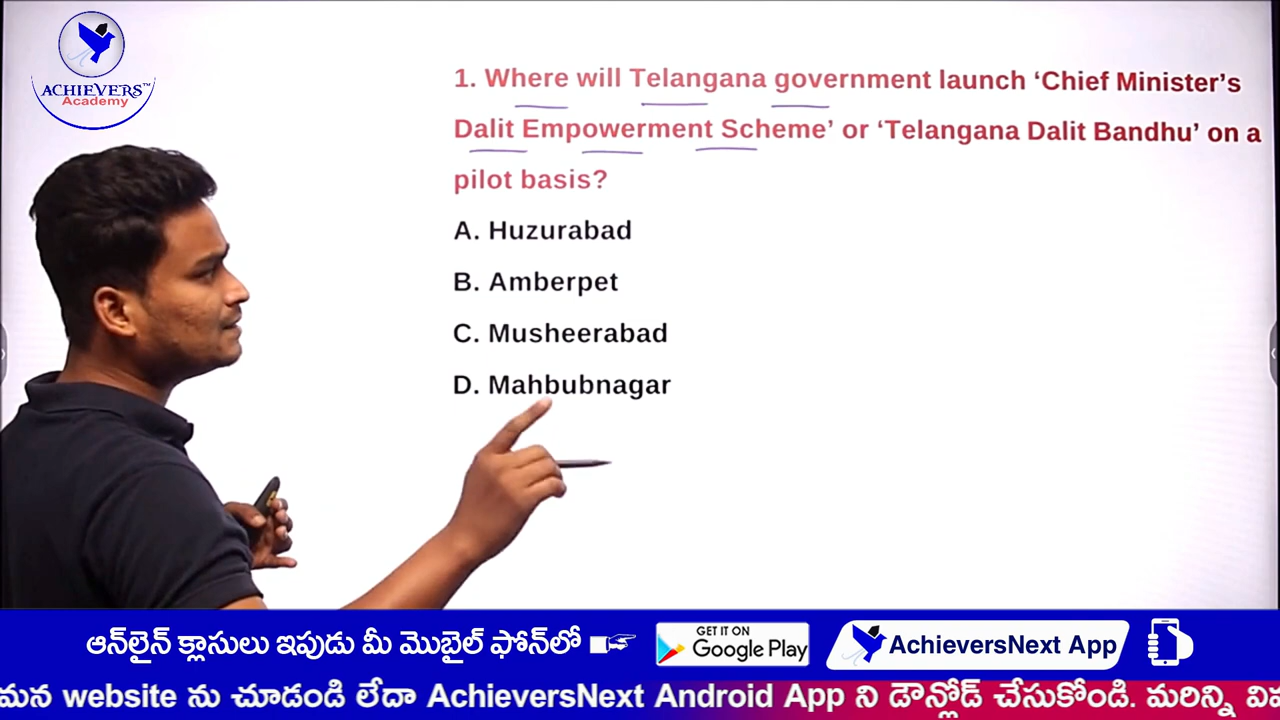 ACHIEVERS™
Academy
1. Where will Telangana government launch ‘Chief Minister’s
Dalit Empowerment Scheme’ or ‘Telangana Dalit Bandhu’ on a
pilot basis?
A. Huzurabad
B. Amberpet
C. Musheerabad
D. Mahbubnagar
ఆన్‌లైన్ క్లాసులు ఇపుడు మీ మొబైల్ ఫోన్‌లో
GET IT ON
Google Play
AchieversNext App
మన website ను చూడండి లేదా AchieversNext Android App ని డౌన్లోడ్ చేసుకోండి. మరిన్ని